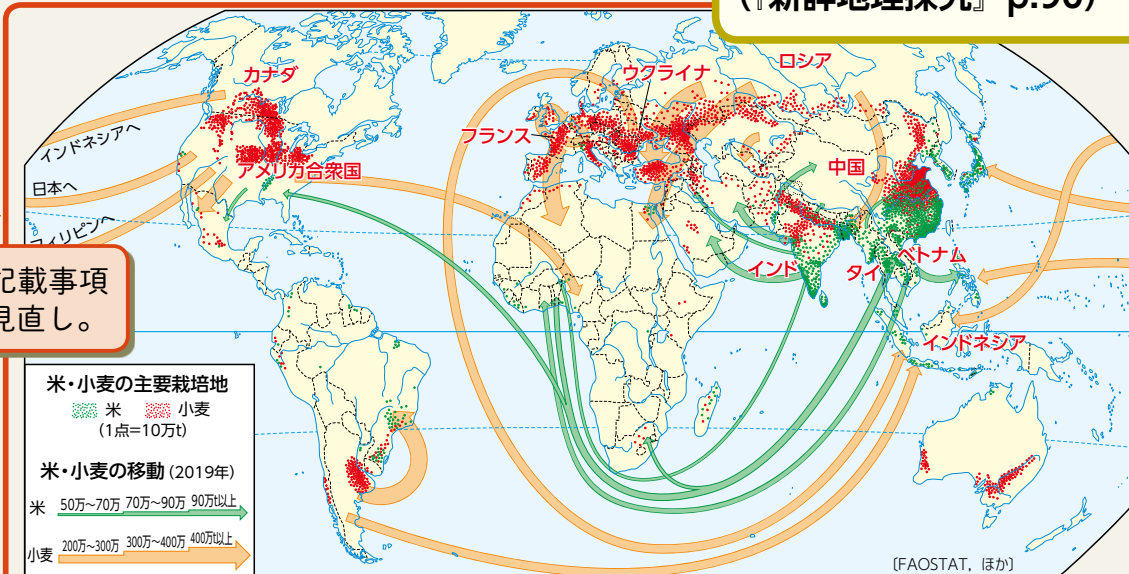 (『新詳地理探究』 p.90)
カナダ
ウクライナ
ロシア
フランス
インドネシアへ
アメリカ合衆国
中国
日本へ
フィリピンへ
インド
タイ
ベトナム
記載事項
見直し。
インドネシア
米・小麦の主要栽培地
米 小麦
(1点=10万t)
米・小麦の移動(2019年)
米 50万～70万 70万～90万 90万t以上
小麦 200万～300万 300万～400万 400万t以上
〔FAOSTAT, ほか〕